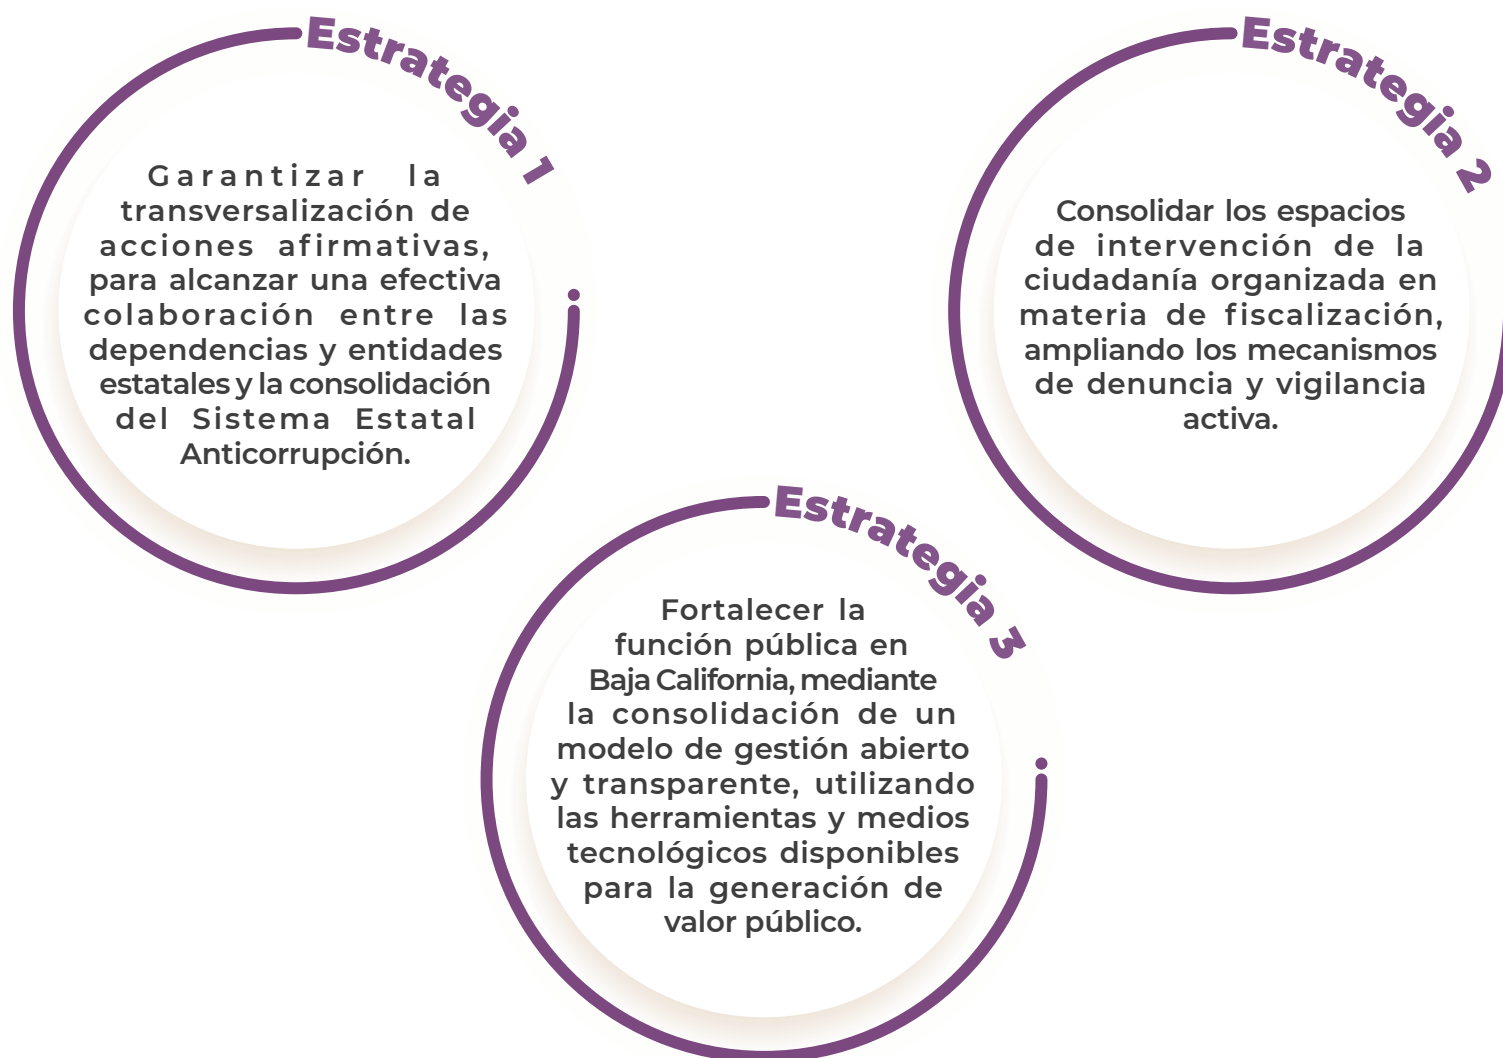 Estrategia 1
Garantizar la
transversalización de
acciones afirmativas,
para alcanzar una efectiva
colaboración entre las
dependencias y entidades
estatales y la consolidación
del Sistema Estatal
Anticorrupción.
Estrategia 2
Consolidar los espacios
de intervención de la
ciudadanía organizada en
materia de fiscalización,
ampliando los mecanismos
de denuncia y vigilancia
activa.
Estrategia 3
Fortalecer la
función pública en
Baja California, mediante
la consolidación de un
modelo de gestión abierto
y transparente, utilizando
las herramientas y medios
tecnológicos disponibles
para la generación de
valor público.